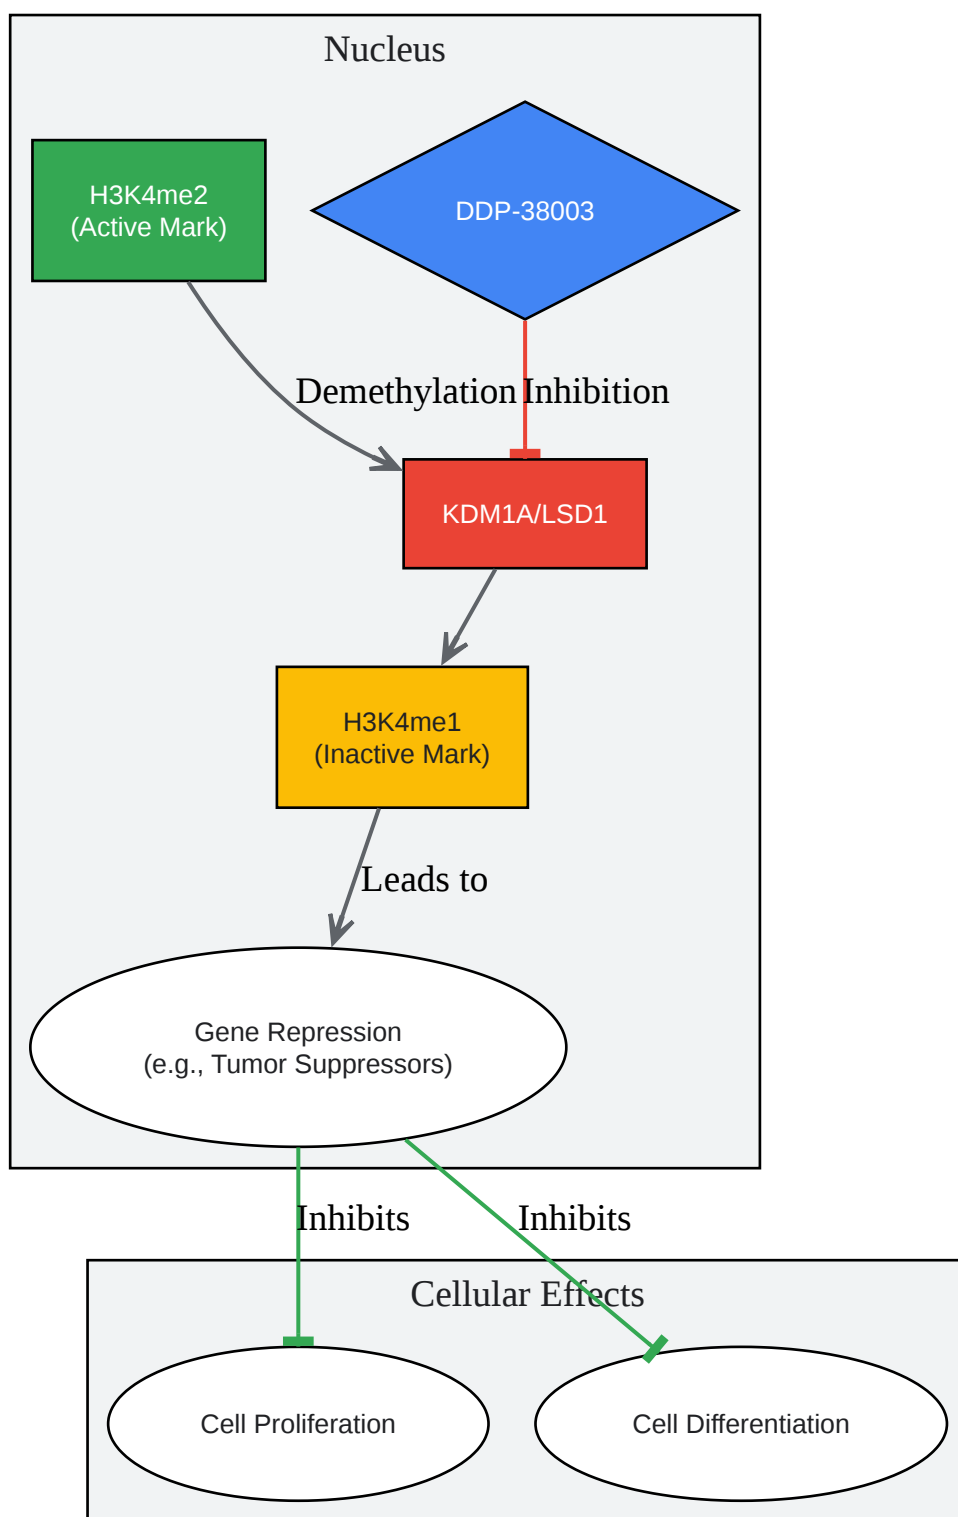 Nucleus
H3K4me2
(Active Mark)
DDP-38003
Demethylation
Inhibition
KDM1A/LSD1
H3K4me1
(Inactive Mark)
Leads to
Gene Repression
(e.g., Tumor Suppressors)
Inhibits
Inhibits
Cellular Effects
Cell Proliferation
Cell Differentiation